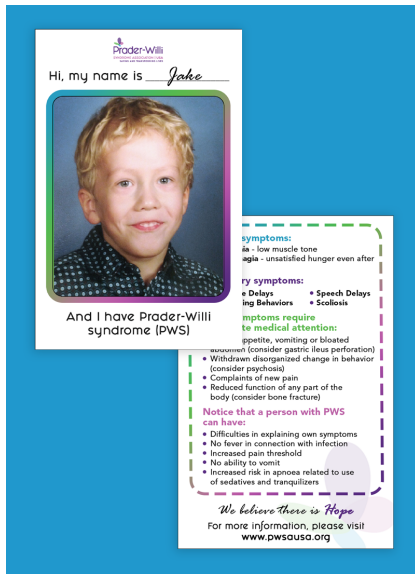 Prader-Willi
SYNDROME ASSOCIATION | USA
Hi, my name is Jake
And I have Prader-Willi
syndrome (PWS)
symptoms:
- low muscle tone
- unsatisfied hunger even after
symptoms:
Delays
• Speech Delays
Behaviors
• Scoliosis
require
medical attention:
vomiting or bloated
abdomen (consider gastric ileus perforation)
• Withdrawn disorganized change in behavior
(consider psychosis)
• Complaints of new pain
• Reduced function of any part of the
body (consider bone fracture)
Notice that a person with PWS
can have:
• Difficulties in explaining own symptoms
• No fever in connection with infection
• Increased pain threshold
• No ability to vomit
• Increased risk in apnoea related to use
of sedatives and tranquilizers
We believe there is Hope
For more information, please visit
www.pwsausa.org